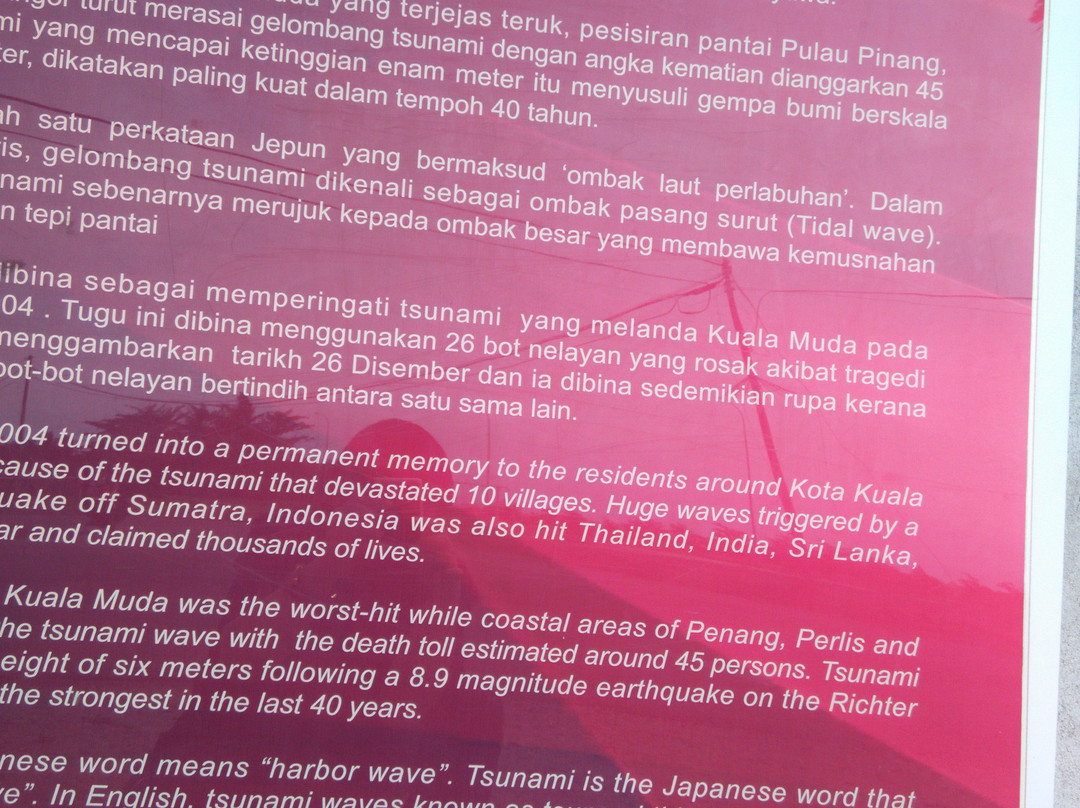 yang terjejas teruk, pesisiran pantai Pulau Pinang,
turut merasai gelombang tsunami dengan angka kematian dianggarkan 45
mi yang mencapai ketinggian enam meter itu menyusuli gempa bumi berskala
ter, dikatakan paling kuat dalam tempoh 40 tahun.
ah satu perkataan Jepun yang bermaksud ‘ombak laut perlabuhan’. Dalam
is, gelombang tsunami dikenali sebagai ombak pasang surut (Tidal wave).
nami sebenarnya merujuk kepada ombak besar yang membawa kemusnahan
n tepi pantai
dibina sebagai memperingati tsunami yang melanda Kuala Muda pada
04 . Tugu ini dibina menggunakan 26 bot nelayan yang rosak akibat tragedi
menggambarkan tarikh 26 Disember dan ia dibina sedemikian rupa kerana
bot-bot nelayan bertindih antara satu sama lain.
004 turned into a permanent memory to the residents around Kota Kuala
cause of the tsunami that devastated 10 villages. Huge waves triggered by a
uake off Sumatra, Indonesia was also hit Thailand, India, Sri Lanka,
ar and claimed thousands of lives.
Kuala Muda was the worst-hit while coastal areas of Penang, Perlis and
he tsunami wave with the death toll estimated around 45 persons. Tsunami
eight of six meters following a 8.9 magnitude earthquake on the Richter
the strongest in the last 40 years.
nese word means “harbor wave”. Tsunami is the Japanese word that
ve”. In English, tsunami waves known as